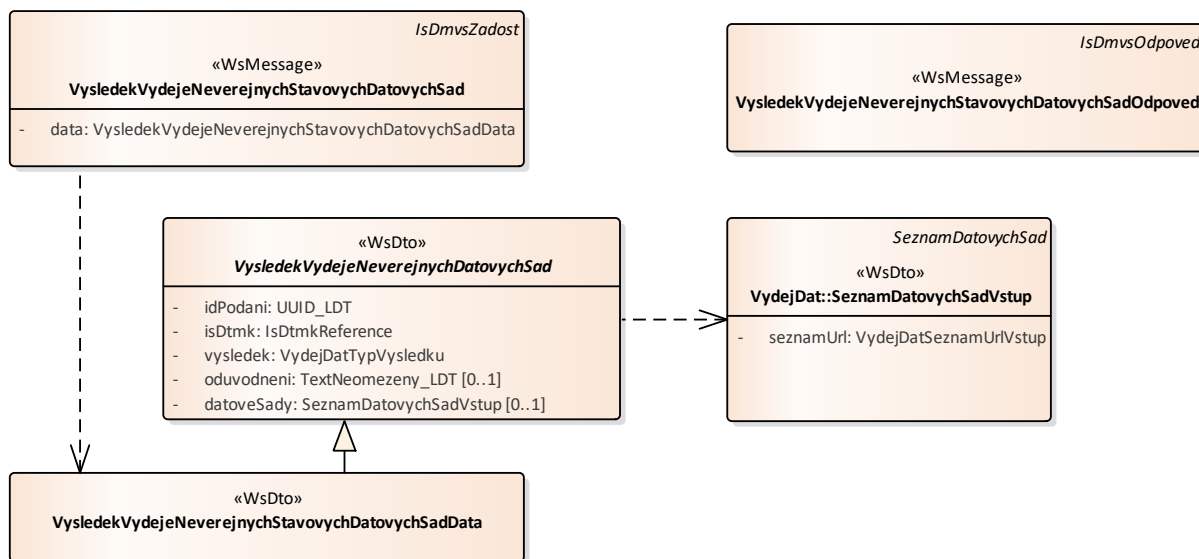 IsDmvsZadost
«WsMessage»
VysledekVydejeNeverejnychStavovychDatovychSad
- data: VysledekVydejeNeverejnychStavovychDatovychSadData
IsDmvsOdpoved
«WsMessage»
VysledekVydejeNeverejnychStavovychDatovychSadOdpoved
«WsDto»
VysledekVydejeNeverejnychDatovychSad
- idPodani: UUID_LDT
- isDtmk: IsDtmkReference
- vysledek: VydejDatTypVysledku
- oduvodneni: TextNeomezeny_LDT [0..1]
- datoveSady: SeznamDatovychSadVstup [0..1]
SeznamDatovychSad
«WsDto»
VydejDat::SeznamDatovychSadVstup
- seznamUrl: VydejDatSeznamUrlVstup
«WsDto»
VysledekVydejeNeverejnychStavovychDatovychSadData